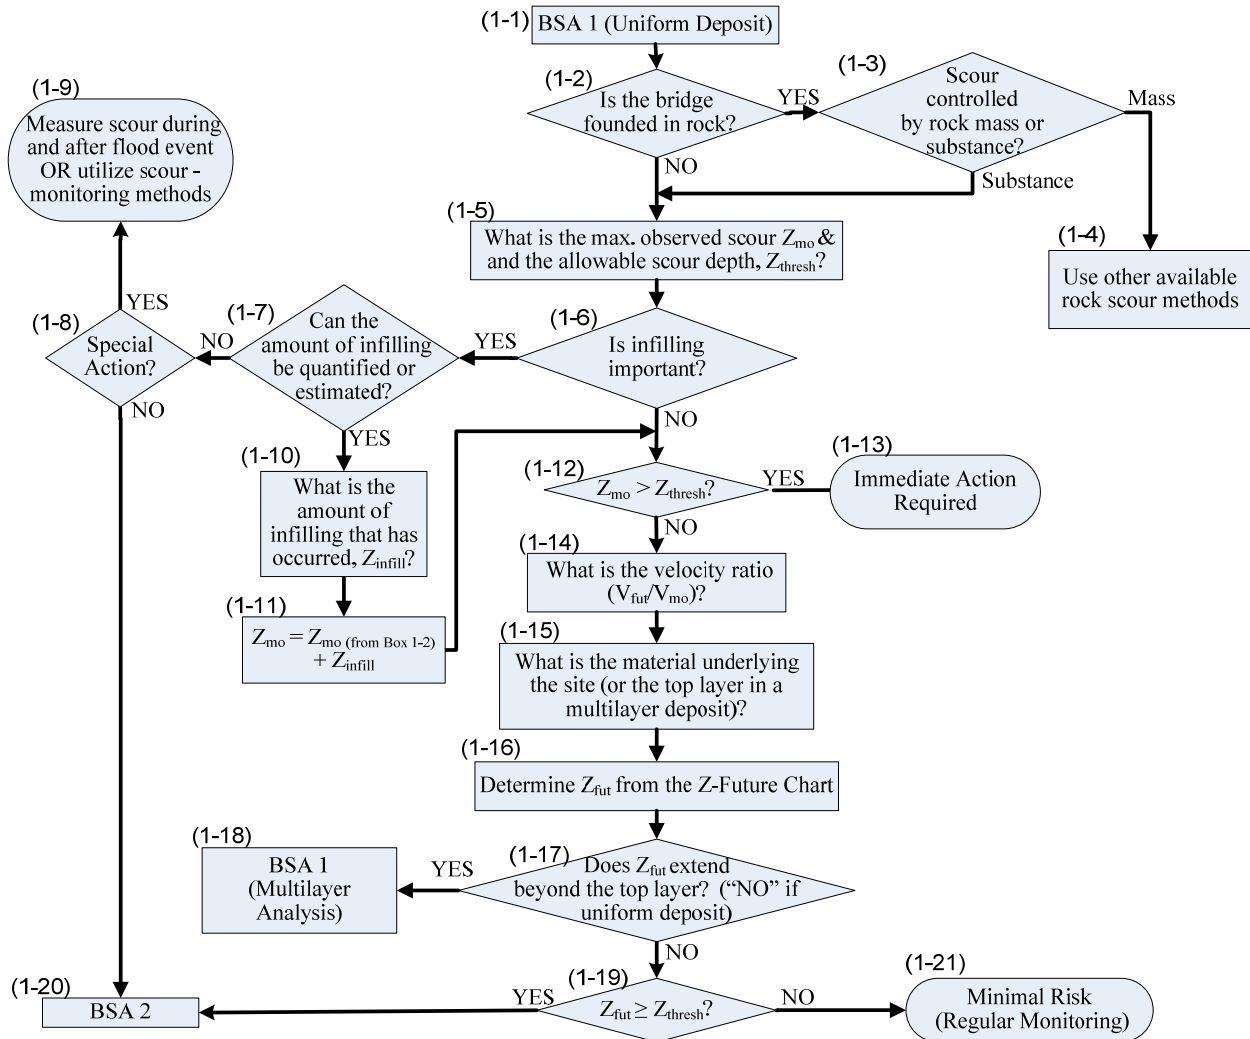 (1-1)
BSA 1 (Uniform Deposit)
(1-2)
Is the bridge
founded in rock?
YES
NO
(1-3)
Scour
controlled
by rock mass or
substance?
Mass
Substance
(1-4)
Use other available
rock scour methods
(1-5)
What is the max. observed scour Zmo &
and the allowable scour depth, Zthresh?
(1-6)
Is infilling
important?
YES
NO
(1-7)
Can the
amount of infilling
be quantified or
estimated?
NO
YES
(1-8)
Special
Action?
YES
NO
(1-9)
Measure scour during
and after flood event
OR utilize scour -
monitoring methods
(1-10)
What is the
amount of
infilling that has
occurred, Zinfill?
(1-11)
Zmo = Zmo (from Box 1-2)
+ Zinfill
(1-12)
Zmo > Zthresh?
YES
NO
(1-13)
Immediate Action
Required
(1-14)
What is the velocity ratio
(Vfut/Vmo)?
(1-15)
What is the material underlying
the site (or the top layer in a
multilayer deposit)?
(1-16)
Determine Zfut from the Z-Future Chart
(1-17)
Does Zfut extend
beyond the top layer? (“NO” if
uniform deposit)
YES
NO
(1-18)
BSA 1
(Multilayer
Analysis)
(1-19)
Zfut ≥ Zthresh?
YES
NO
(1-20)
BSA 2
(1-21)
Minimal Risk
(Regular Monitoring)